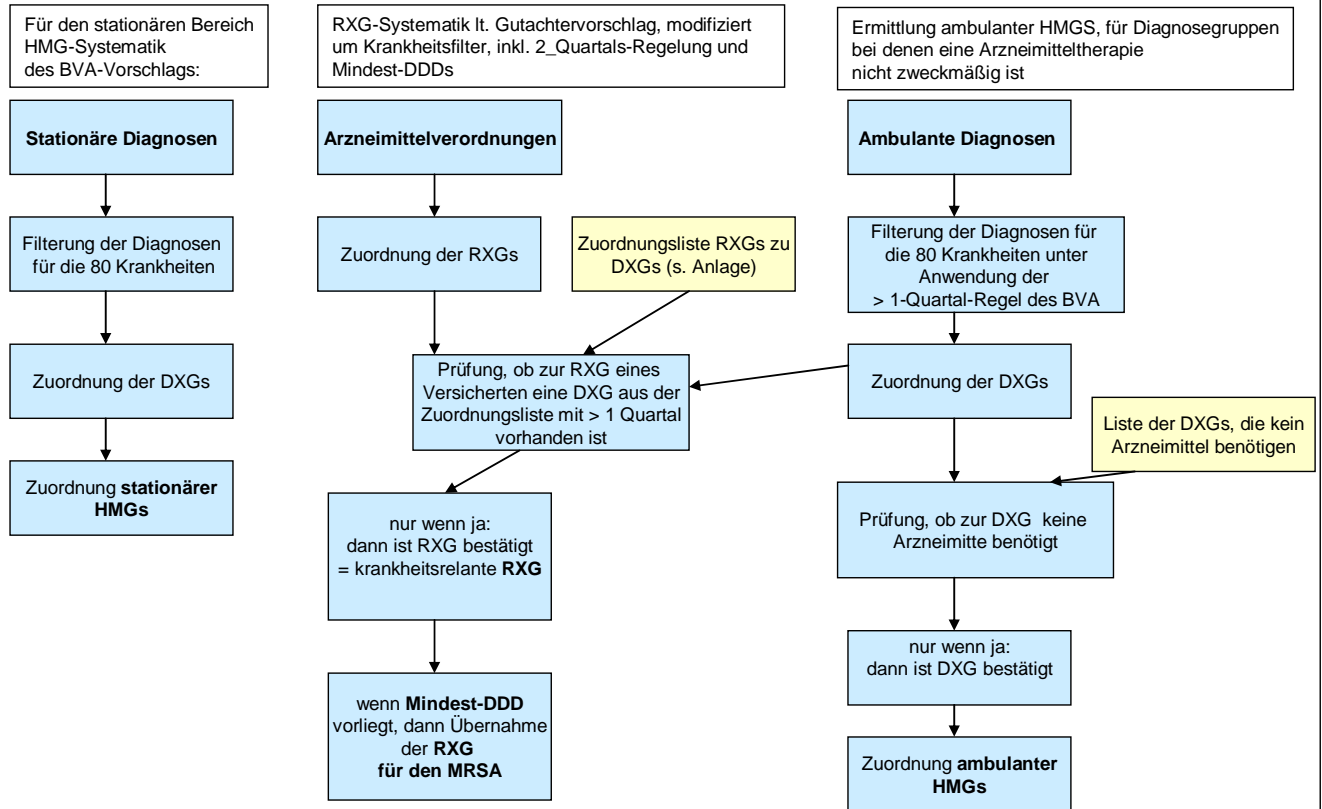 Für den stationären Bereich
HMG-Systematik
des BVA-Vorschlags:
Stationäre Diagnosen
Filterung der Diagnosen
für die 80 Krankheiten
Zuordnung der DXGs
Zuordnung stationärer
HMGs
RXG-Systematik lt. Gutachtervorschlag, modifiziert
um Krankheitsfilter, inkl. 2_Quartals-Regelung und
Mindest-DDDs
Arzneimittelverordnungen
Zuordnung der RXGs
Zuordnungsliste RXGs zu
DXGs (s. Anlage)
Prüfung, ob zur RXG eines
Versicherten eine DXG aus der
Zuordnungsliste mit > 1 Quartal
vorhanden ist
nur wenn ja:
dann ist RXG bestätigt
= krankheitsrelante RXG
wenn Mindest-DDD
vorliegt, dann Übernahme
der RXG
für den MRSA
Ermittlung ambulanter HMGS, für Diagnosegruppen
bei denen eine Arzneimitteltherapie
nicht zweckmäßig ist
Ambulante Diagnosen
Filterung der Diagnosen für
die 80 Krankheiten unter
Anwendung der
> 1-Quartal-Regel des BVA
Zuordnung der DXGs
Liste der DXGs, die kein
Arzneimittel benötigen
Prüfung, ob zur DXG keine
Arzneimitte benötigt
nur wenn ja:
dann ist DXG bestätigt
Zuordnung ambulanter
HMGs